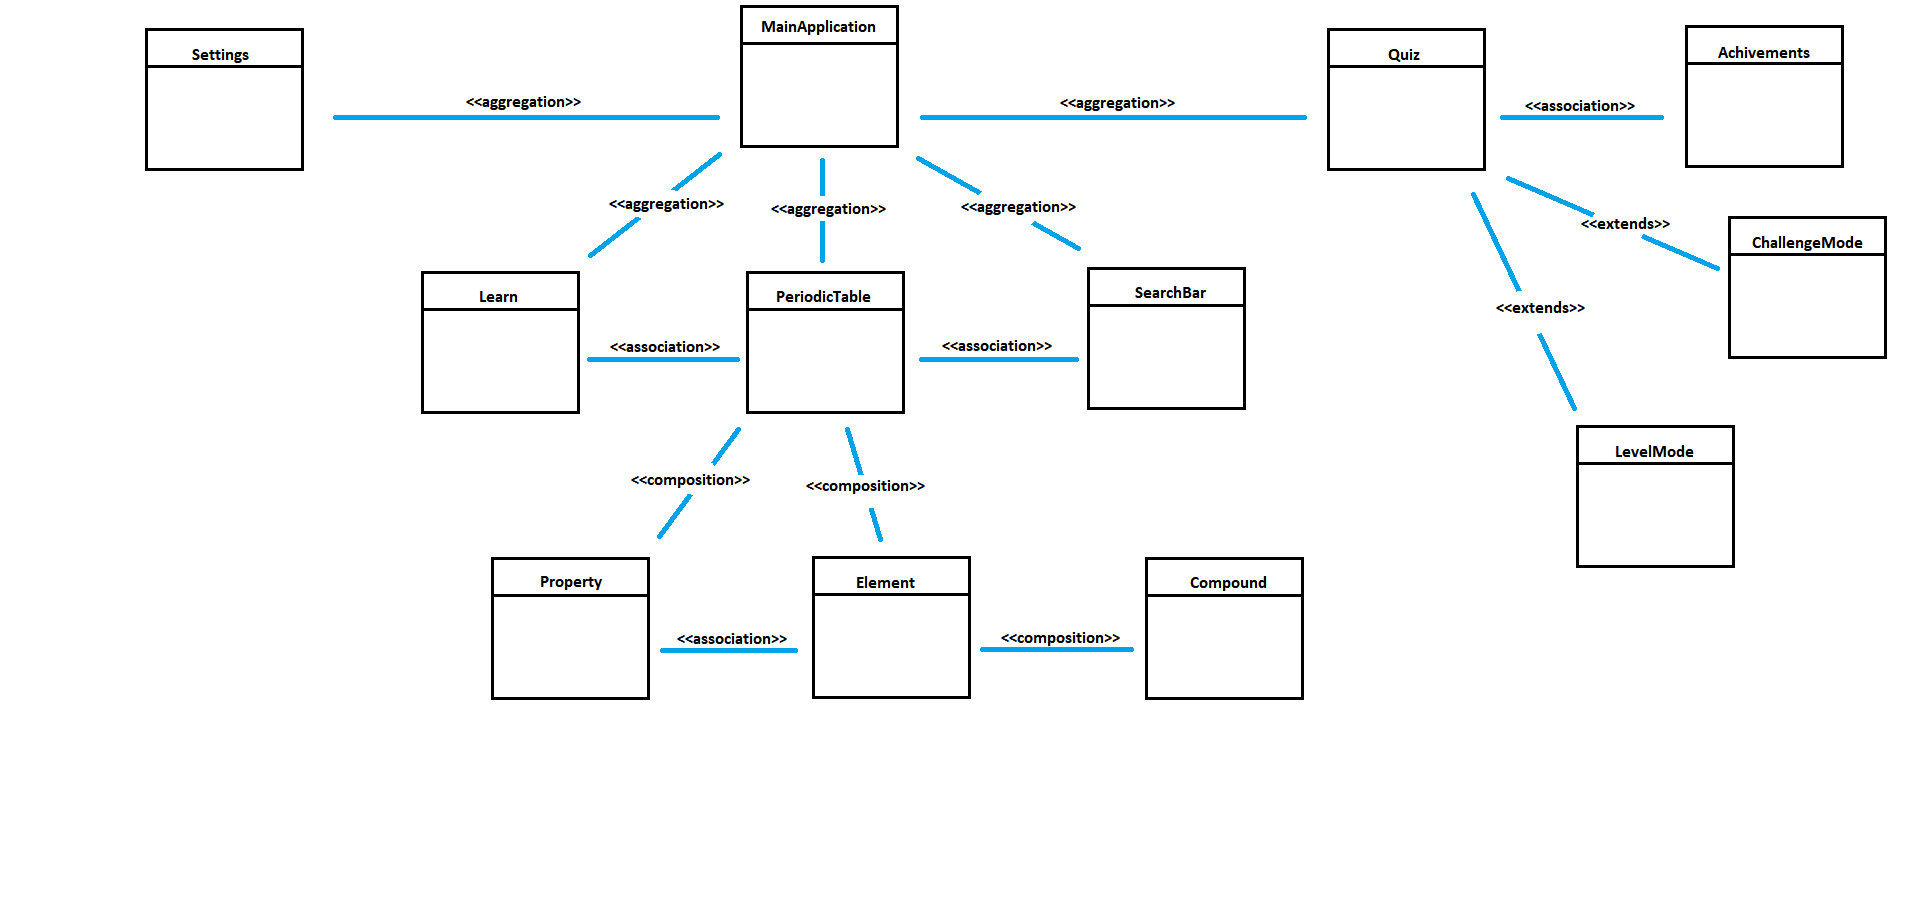 MainApplication
Settings
Quiz
Achivements
<<aggregation>>
<<aggregation>>
<<association>>
<<aggregation>>
<<aggregation>>
<<aggregation>>
<<extends>>
ChallengeMode
Learn
PeriodicTable
SearchBar
<<extends>>
<<association>>
<<association>>
LevelMode
<<composition>>
<<composition>>
Property
Element
Compound
<<association>>
<<composition>>